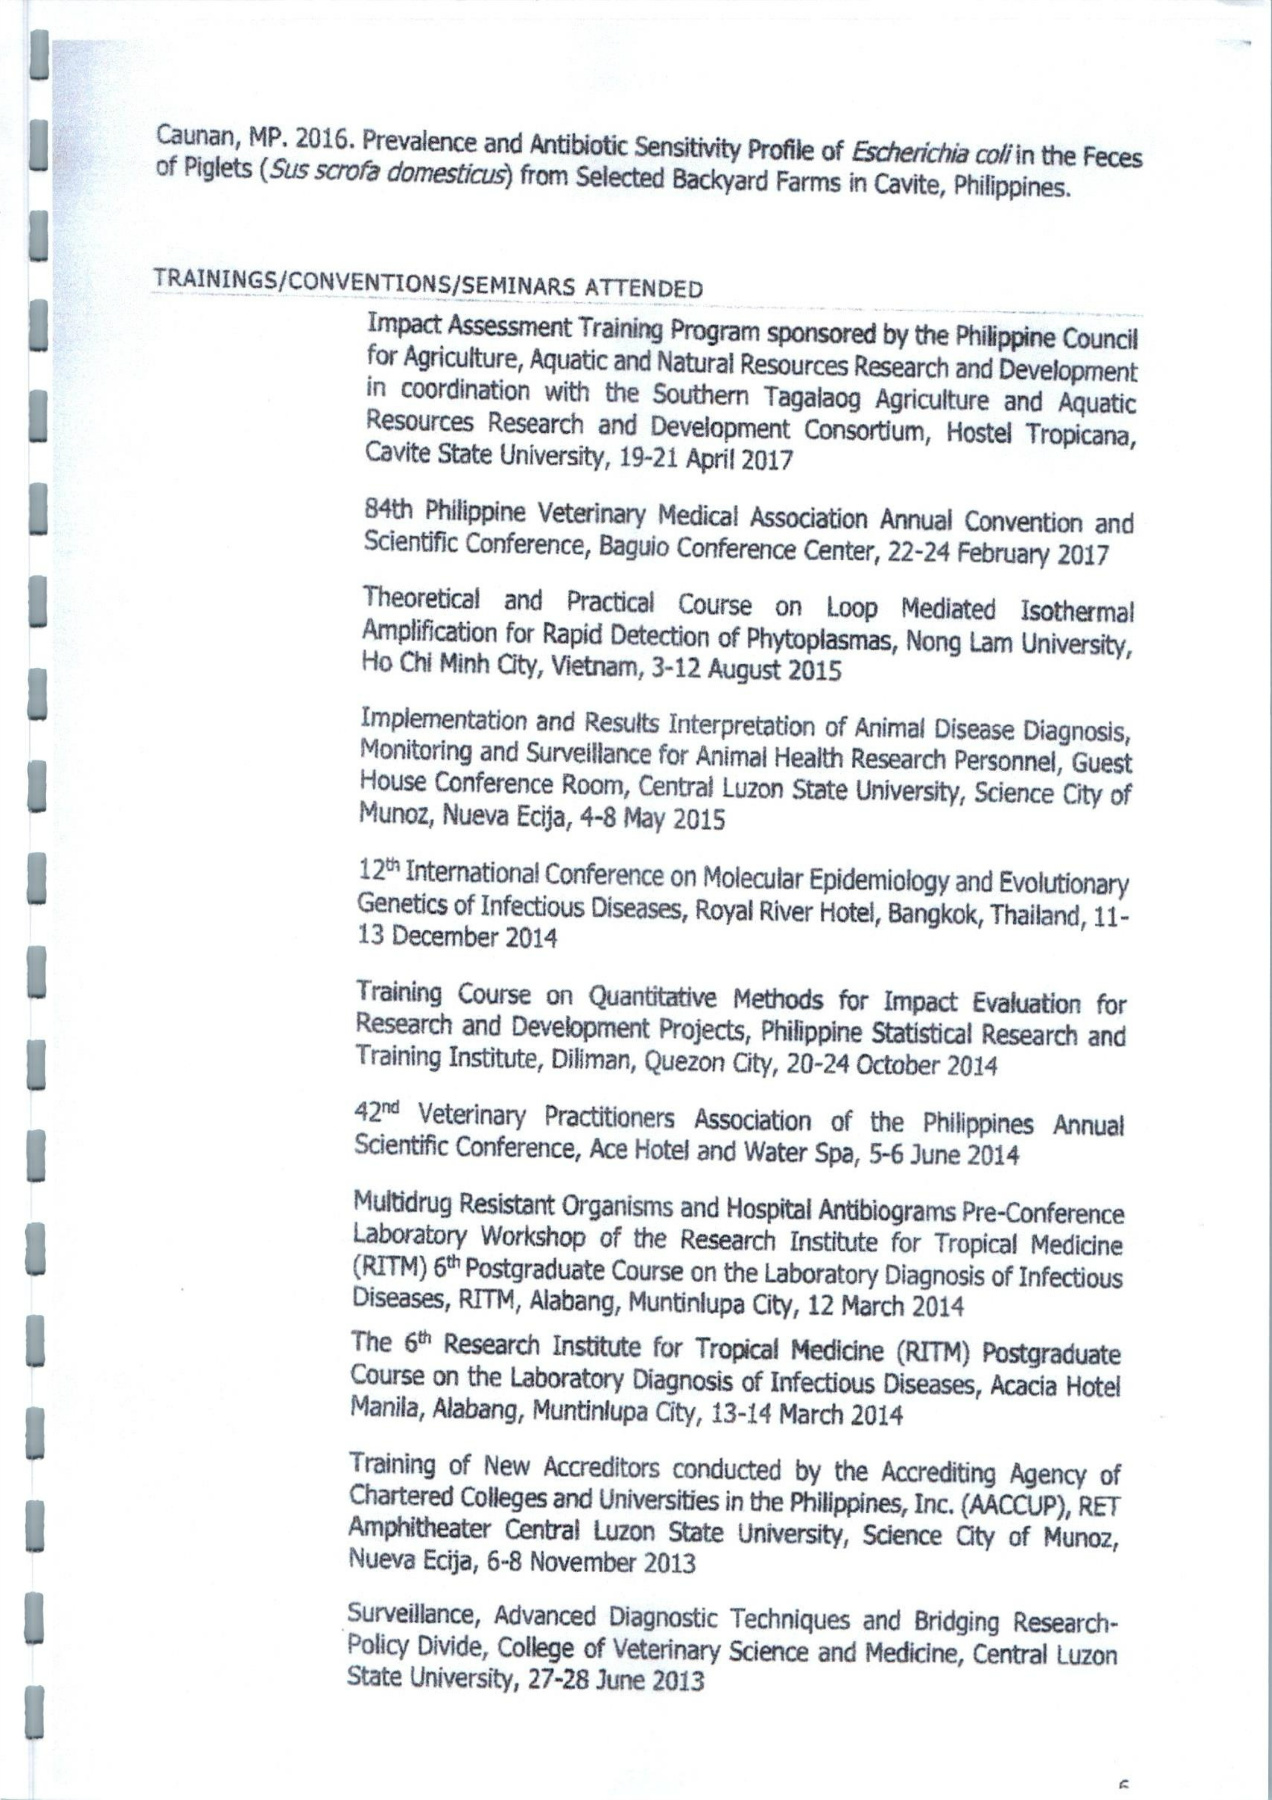 Caunan, MP. 2016. Prevalence and Antibiotic Sensitivity Profile of Escherichia coli in the Feces
of Piglets (Sus scrofa domesticus) from Selected Backyard Farms in Cavite, Philippines.
TRAININGS/CONVENTIONS/SEMINARS ATTENDED
Impact Assessment Training Program sponsored by the Philippine Council
for Agriculture, Aquatic and Natural Resources Research and Development
in coordination with the Southern Tagalaog Agriculture and Aquatic
Resources Research and Development Consortium, Hostel Tropicana,
Cavite State University, 19-21 April 2017
84th Philippine Veterinary Medical Association Annual Convention and
Scientific Conference, Baguio Conference Center, 22-24 February 2017
Theoretical and Practical Course on Loop Mediated Isothermal
Amplification for Rapid Detection of Phytoplasmas, Nong Lam University,
Ho Chi Minh City, Vietnam, 3-12 August 2015
Implementation and Results Interpretation of Animal Disease Diagnosis,
Monitoring and Surveillance for Animal Health Research Personnel, Guest
House Conference Room, Central Luzon State University, Science City of
Munoz, Nueva Ecija, 4-8 May 2015
12th International Conference on Molecular Epidemiology and Evolutionary
Genetics of Infectious Diseases, Royal River Hotel, Bangkok, Thailand, 11-
13 December 2014
Training Course on Quantitative Methods for Impact Evaluation for
Research and Development Projects, Philippine Statistical Research and
Training Institute, Diliman, Quezon City, 20-24 October 2014
42nd Veterinary Practitioners Association of the Philippines Annual
Scientific Conference, Ace Hotel and Water Spa, 5-6 June 2014
Multidrug Resistant Organisms and Hospital Antibiograms Pre-Conference
Laboratory Workshop of the Research Institute for Tropical Medicine
(RITM) 6th Postgraduate Course on the Laboratory Diagnosis of Infectious
Diseases, RITM, Alabang, Muntinlupa City, 12 March 2014
The 6th Research Institute for Tropical Medicine (RITM) Postgraduate
Course on the Laboratory Diagnosis of Infectious Diseases, Acacia Hotel
Manila, Alabang, Muntinlupa City, 13-14 March 2014
Training of New Accreditors conducted by the Accrediting Agency of
Chartered Colleges and Universities in the Philippines, Inc. (AACCUP), RET
Amphitheater Central Luzon State University, Science City of Munoz,
Nueva Ecija, 6-8 November 2013
Surveillance, Advanced Diagnostic Techniques and Bridging Research-
Policy Divide, College of Veterinary Science and Medicine, Central Luzon
State University, 27-28 June 2013